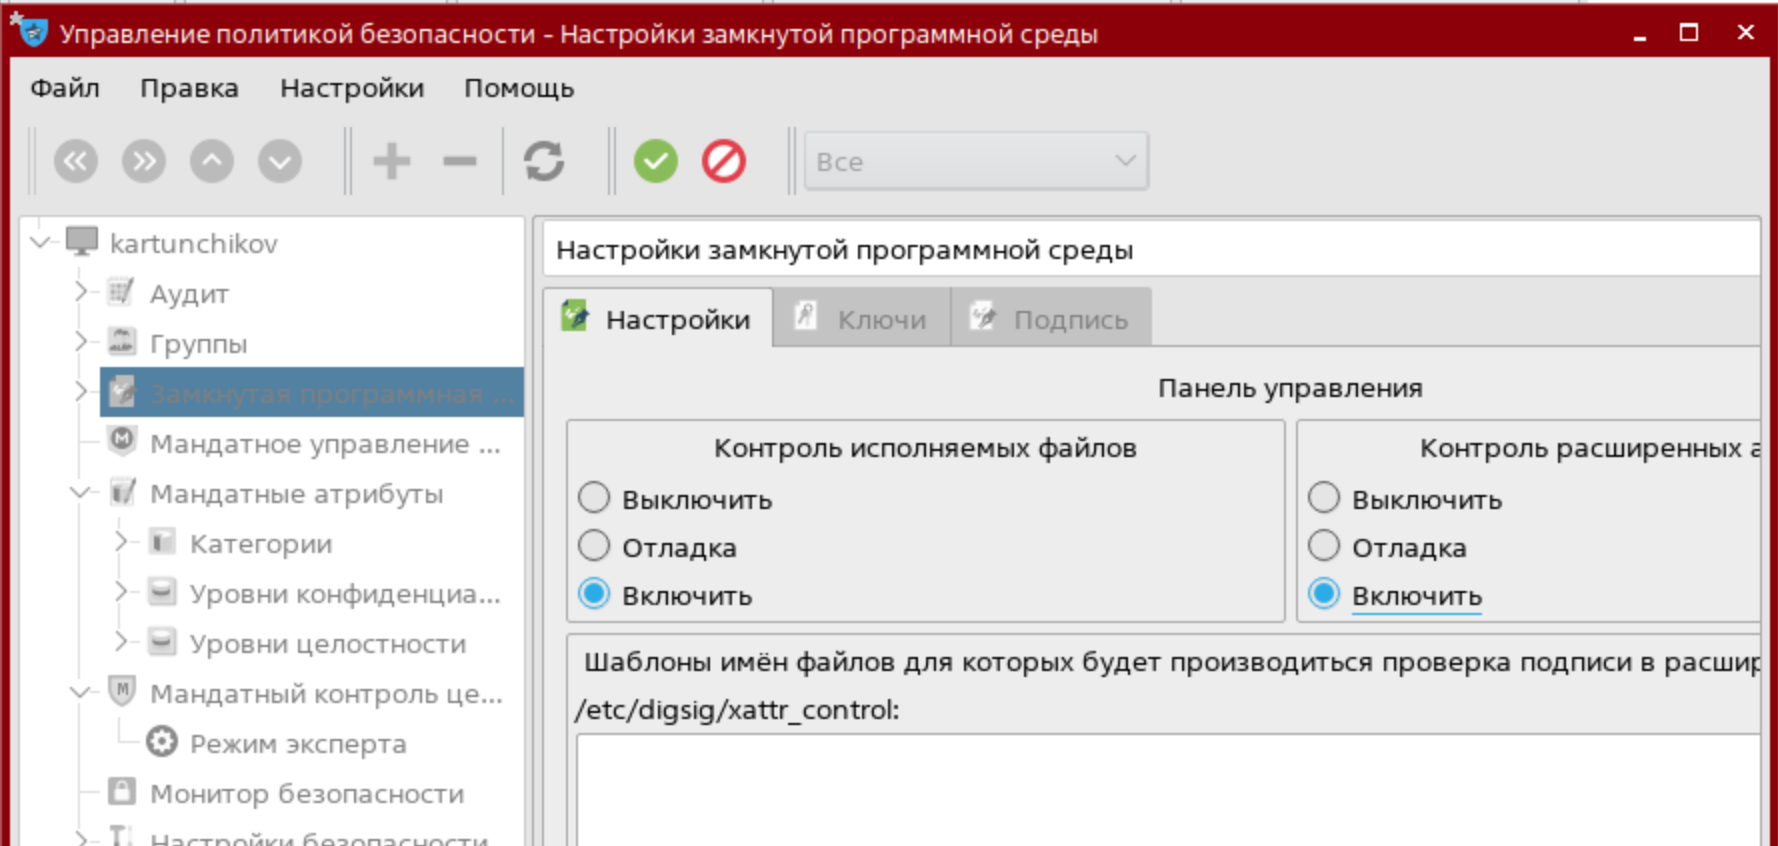 Управление политикой безопасности - Настройки замкнутой программной среды
Файл Правка Настройки Помощь
Все
kartunchikov
Аудит
Группы
Замкнутая программная ...
Мандатное управление ...
Мандатные атрибуты
Категории
Уровни конфиденциа...
Уровни целостности
Мандатный контроль це...
Режим эксперта
Монитор безопасности
Настройки безопасности
Настройки замкнутой программной среды
Настройки Ключи Подпись
Панель управления
Контроль исполняемых файлов
Выключить
Отладка
Включить
Контроль расширенных а
Выключить
Отладка
Включить
Шаблоны имён файлов для которых будет производиться проверка подписи в расшир
/etc/digsig/xattr_control: